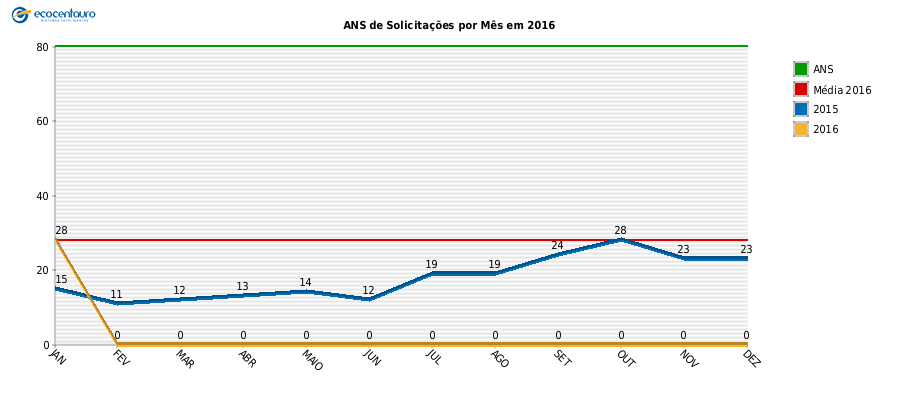 ecocentauro
ANS de Solicitações por Mês em 2016
80
60
40
20
0
28
15
11
12
13
14
12
19
19
24
28
23
23
0
0
0
0
0
0
0
0
0
0
0
JAN
FEV
MAR
ABR
MAIO
JUN
JUL
AGO
SET
OUT
NOV
DEZ
ANS
Média 2016
2015
2016